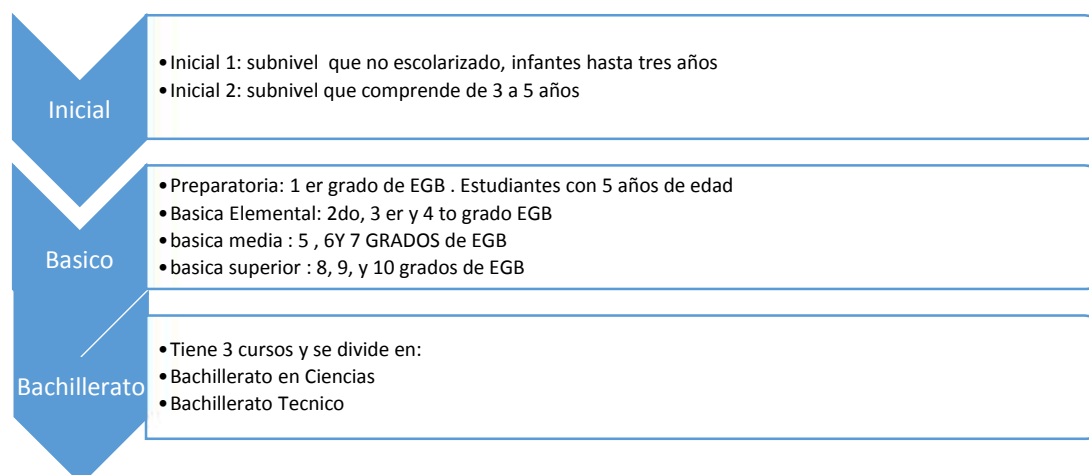 Inicial
• Inicial 1: subnivel que no escolarizado, infantes hasta tres años
• Inicial 2: subnivel que comprende de 3 a 5 años
Basico
• Preparatoria: 1 er grado de EGB . Estudiantes con 5 años de edad
• Basica Elemental: 2do, 3 er y 4 to grado EGB
• basica media : 5 , 6Y 7 GRADOS de EGB
• basica superior : 8, 9, y 10 grados de EGB
Bachillerato
• Tiene 3 cursos y se divide en:
• Bachillerato en Ciencias
• Bachillerato Tecnico